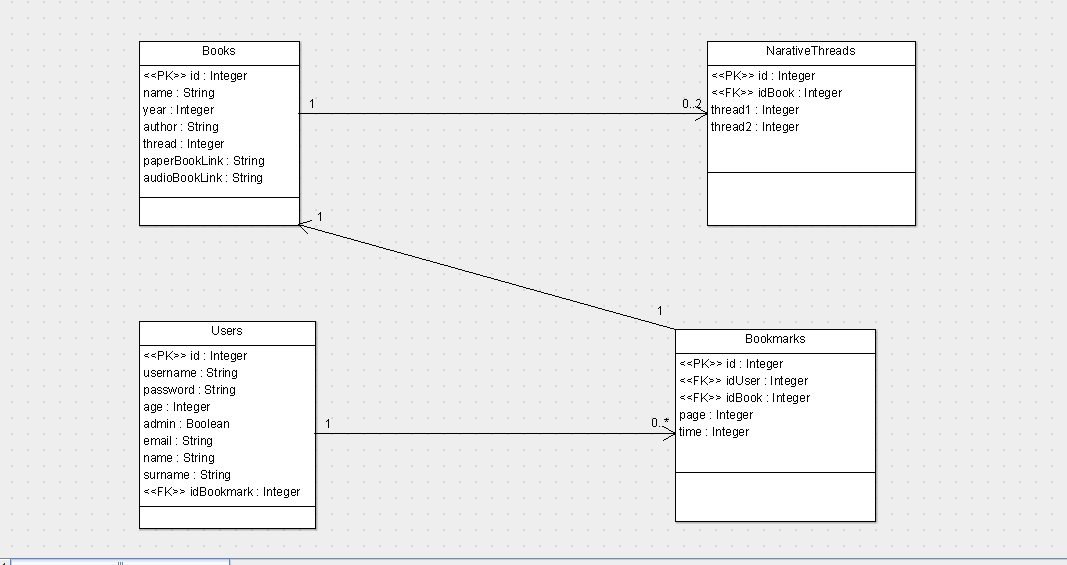 Books
<<PK>> id : Integer
name : String
year : Integer
author : String
thread : Integer
paperBookLink : String
audioBookLink : String
1
0..2
NarativeThreads
<<PK>> id : Integer
<<FK>> idBook : Integer
thread1 : Integer
thread2 : Integer
1
1
Users
<<PK>> id : Integer
username : String
password : String
age : Integer
admin : Boolean
email : String
name : String
surname : String
<<FK>> idBookmark : Integer
1
0..*
Bookmarks
<<PK>> id : Integer
<<FK>> idUser : Integer
<<FK>> idBook : Integer
page : Integer
time : Integer